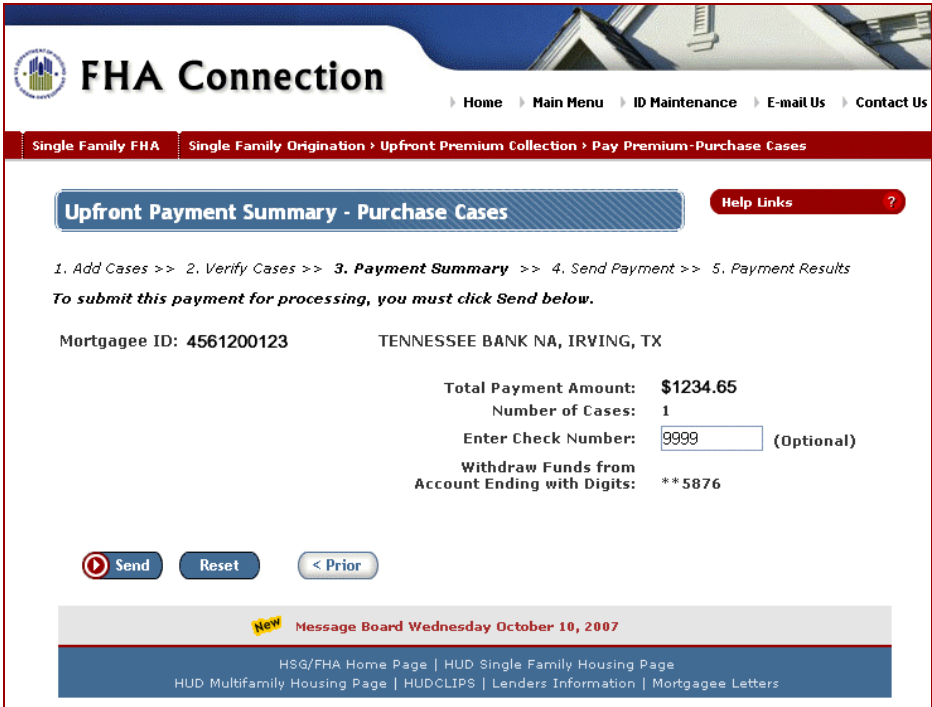 FHA Connection
Home Main Menu ID Maintenance E-mail Us Contact Us
Single Family FHA Single Family Origination › Upfront Premium Collection › Pay Premium-Purchase Cases
Upfront Payment Summary - Purchase Cases
Help Links ?
1. Add Cases >> 2. Verify Cases >> 3. Payment Summary >> 4. Send Payment >> 5. Payment Results
To submit this payment for processing, you must click Send below.
Mortgagee ID: 4561200123 TENNESSEE BANK NA, IRVING, TX
Total Payment Amount: $1234.65
Number of Cases: 1
Enter Check Number: 9999 (Optional)
Withdraw Funds from
Account Ending with Digits: **5876
Send Reset < Prior
New Message Board Wednesday October 10, 2007
HSG/FHA Home Page | HUD Single Family Housing Page
HUD Multifamily Housing Page | HUDCLIPS | Lenders Information | Mortgagee Letters